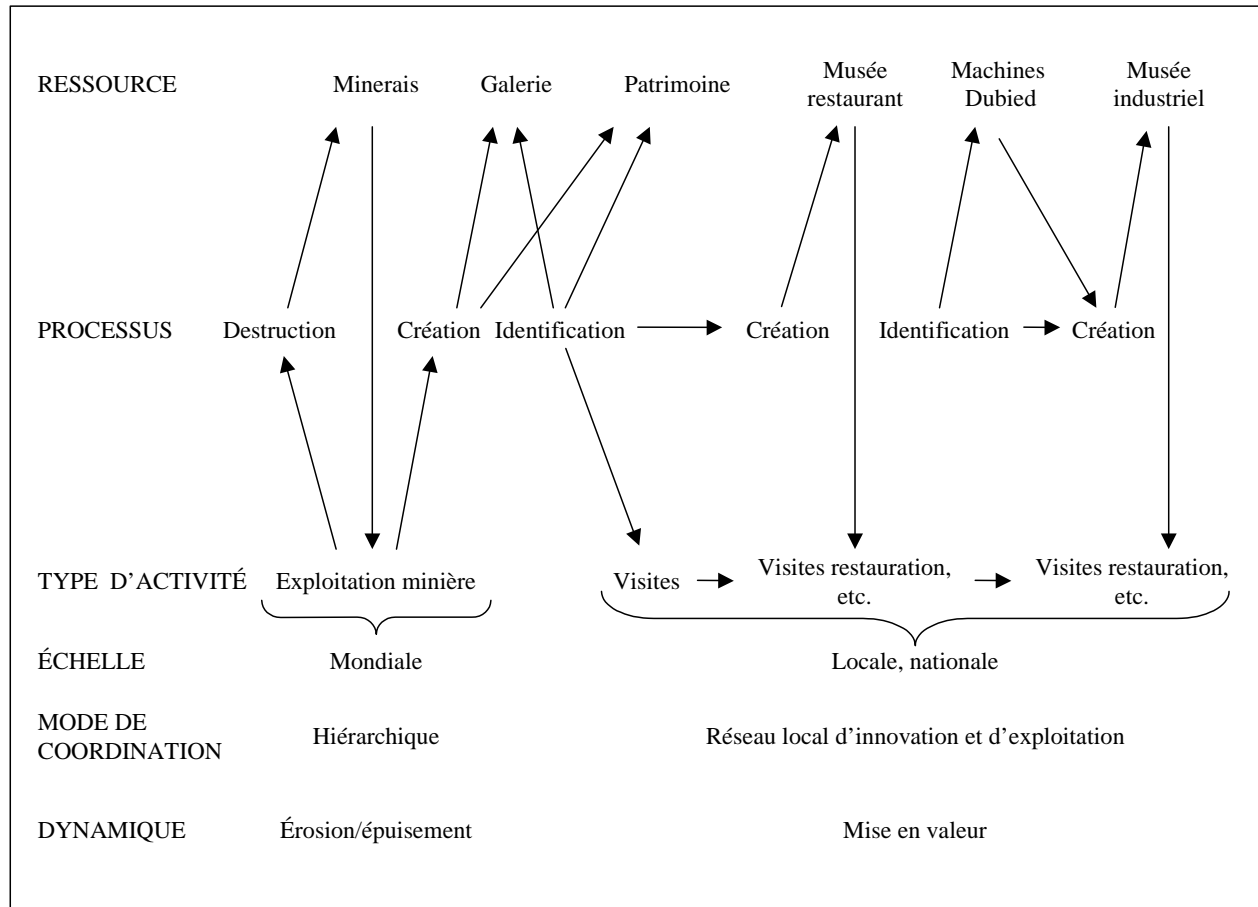 RESSOURCE
Minerais
Galerie
Patrimoine
Musée
restaurant
Machines
Dubied
Musée
industriel
PROCESSUS
Destruction
Création
Identification
Création
Identification
Création
TYPE D’ACTIVITÉ
Exploitation minière
Visites
Visites restauration,
etc.
Visites restauration,
etc.
ÉCHELLE
Mondiale
Locale, nationale
MODE DE
COORDINATION
Hiérarchique
Réseau local d’innovation et d’exploitation
DYNAMIQUE
Érosion/épuisement
Mise en valeur